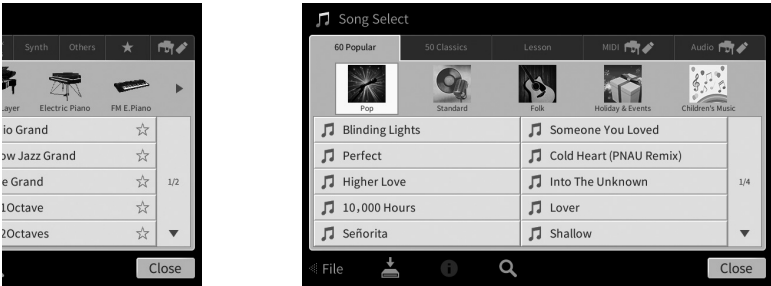 Synth Others
Layer Electric Piano FM E.Piano
io Grand
ow Jazz Grand
e Grand
1Octave
2Octaves
1/2
Close
Song Select
60 Popular 50 Classics Lesson MIDI Audio
Pop Standard Folk Holiday & Events Children's Music
Blinding Lights Someone You Loved
Perfect Cold Heart (PNAU Remix)
Higher Love Into The Unknown
10,000 Hours Lover
Señorita Shallow
1/4
File
Close